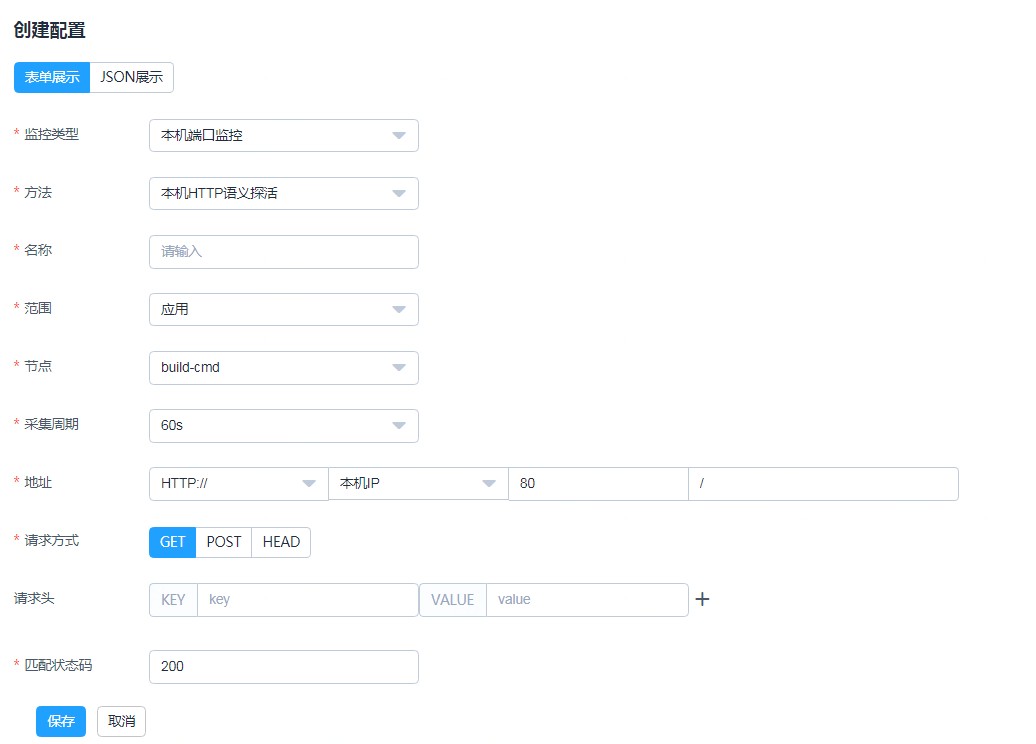 创建配置
表单展示 JSON展示
* 监控类型 本机端口监控
* 方法 本机HTTP语义探活
* 名称 请输入
* 范围 应用
* 节点 build-cmd
* 采集周期 60s
* 地址 HTTP:// 本机IP 80 /
* 请求方式 GET POST HEAD
请求头 KEY key VALUE value +
* 匹配状态码 200
保存 取消